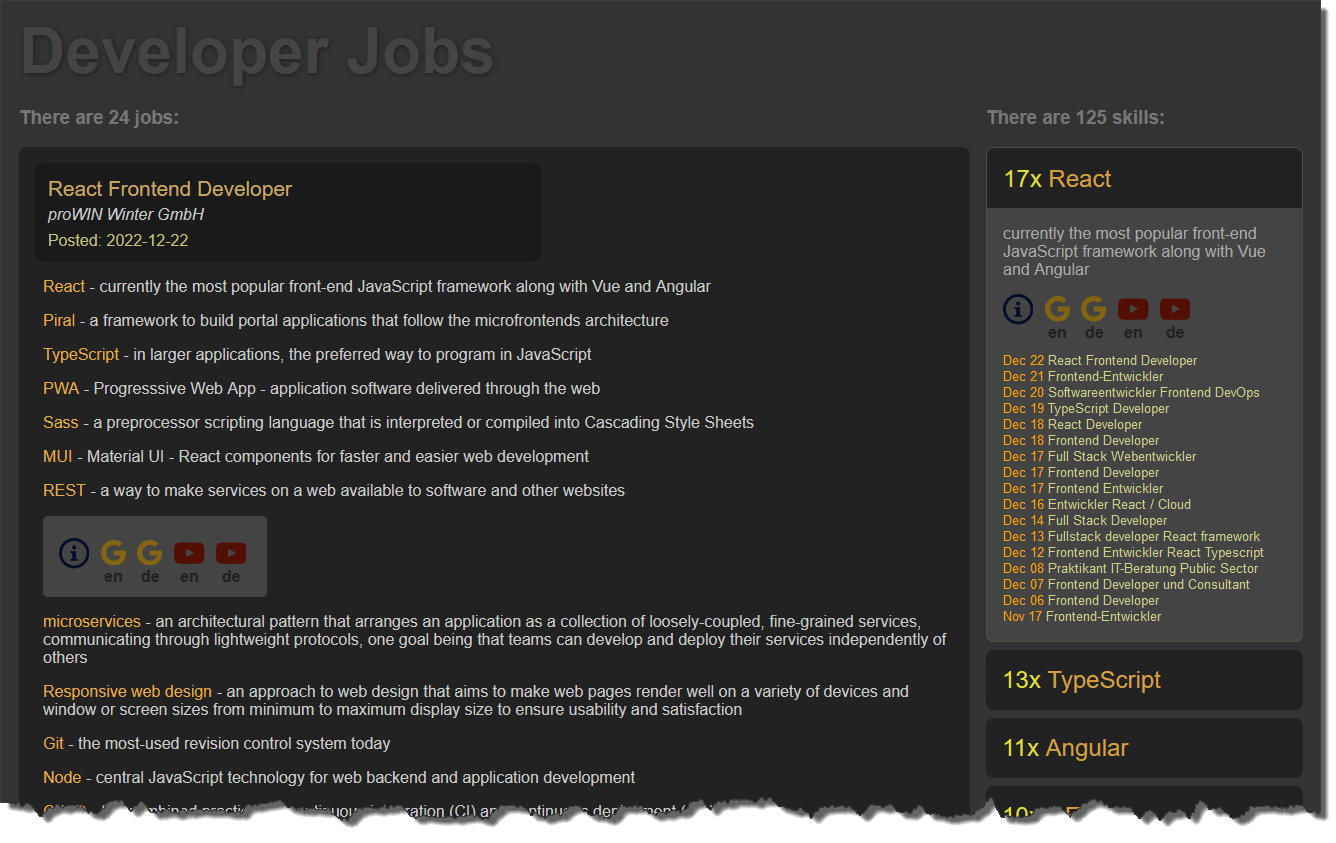 Developer Jobs
There are 24 jobs:
React Frontend Developer
proWIN Winter GmbH
Posted: 2022-12-22
React - currently the most popular front-end JavaScript framework along with Vue and Angular
Piral - a framework to build portal applications that follow the microfrontends architecture
TypeScript - in larger applications, the preferred way to program in JavaScript
PWA - Progresssive Web App - application software delivered through the web
Sass - a preprocessor scripting language that is interpreted or compiled into Cascading Style Sheets
MUI - Material UI - React components for faster and easier web development
REST - a way to make services on a web available to software and other websites
en de en de
microservices - an architectural pattern that arranges an application as a collection of loosely-coupled, fine-grained services,
communicating through lightweight protocols, one goal being that teams can develop and deploy their services independently of
others
Responsive web design - an approach to web design that aims to make web pages render well on a variety of devices and
window or screen sizes from minimum to maximum display size to ensure usability and satisfaction
Git - the most-used revision control system today
Node - central JavaScript technology for web backend and application development
(CI) and
There are 125 skills:
17x React
currently the most popular front-end
JavaScript framework along with Vue
and Angular
en de en de
Dec 22 React Frontend Developer
Dec 21 Frontend-Entwickler
Dec 20 Softwareentwickler Frontend DevOps
Dec 19 TypeScript Developer
Dec 18 React Developer
Dec 18 Frontend Developer
Dec 17 Full Stack Webentwickler
Dec 17 Frontend Developer
Dec 17 Frontend Entwickler
Dec 16 Entwickler React / Cloud
Dec 14 Full Stack Developer
Dec 13 Fullstack developer React framework
Dec 12 Frontend Entwickler React Typescript
Dec 08 Praktikant IT-Beratung Public Sector
Dec 07 Frontend Developer und Consultant
Dec 06 Frontend Developer
Nov 17 Frontend-Entwickler
13x TypeScript
11x Angular
10x